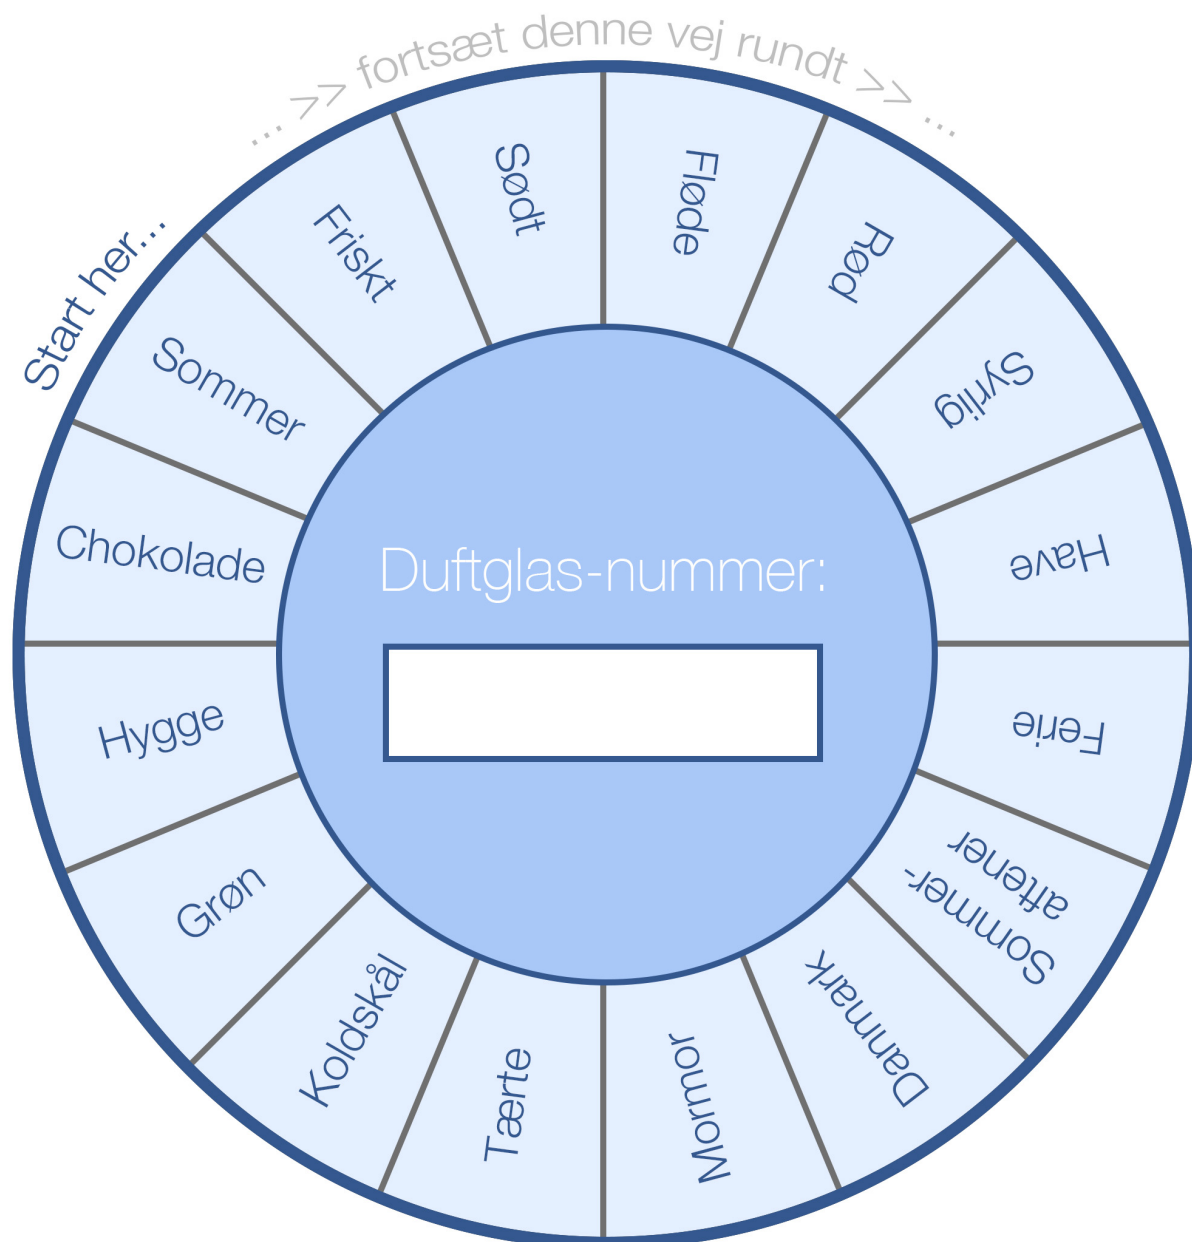 ... >> fortsæt denne vej rundt >> ...
Start her...
Sommer
Friskt
Sødt
Fløde
Rød
Syrlig
Have
Ferie
Sommer-
aftener
Danmark
Mormor
Tærte
Koldskål
Grøn
Hygge
Chokolade
Duftglas-nummer: